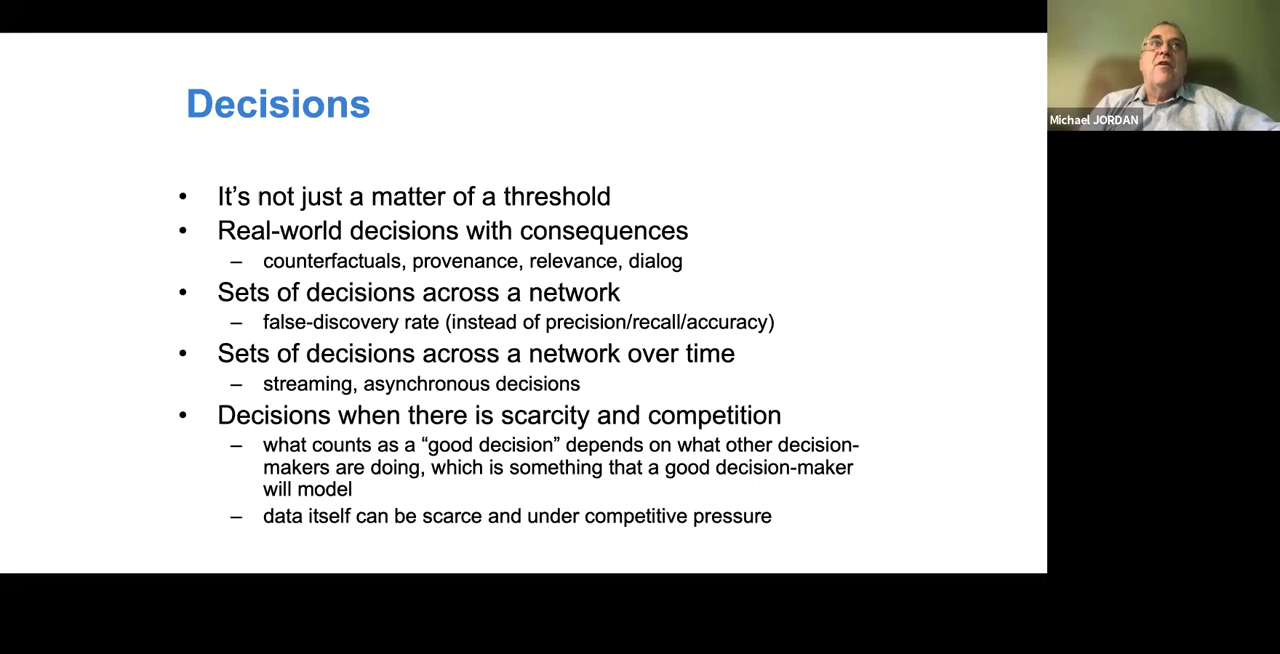 Decisions
• It’s not just a matter of a threshold
• Real-world decisions with consequences
– counterfactuals, provenance, relevance, dialog
• Sets of decisions across a network
– false-discovery rate (instead of precision/recall/accuracy)
• Sets of decisions across a network over time
– streaming, asynchronous decisions
• Decisions when there is scarcity and competition
– what counts as a “good decision” depends on what other decision-
makers are doing, which is something that a good decision-maker
will model
– data itself can be scarce and under competitive pressure
Michael JORDAN